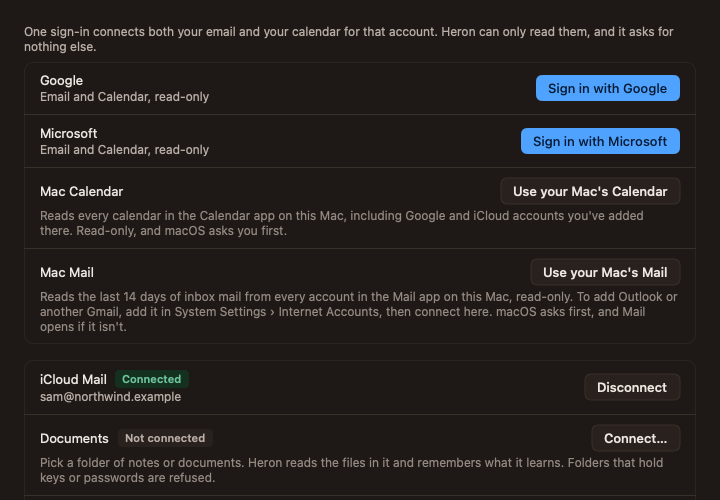 One sign-in connects both your email and your calendar for that account. Heron can only read them, and it asks for
nothing else.
Google
Email and Calendar, read-only
Sign in with Google
Microsoft
Email and Calendar, read-only
Sign in with Microsoft
Mac Calendar
Use your Mac's Calendar
Reads every calendar in the Calendar app on this Mac, including Google and iCloud accounts you've added
there. Read-only, and macOS asks you first.
Mac Mail
Use your Mac's Mail
Reads the last 14 days of inbox mail from every account in the Mail app on this Mac, read-only. To add Outlook or
another Gmail, add it in System Settings › Internet Accounts, then connect here. macOS asks first, and Mail
opens if it isn't.
iCloud Mail Connected
sam@northwind.example
Disconnect
Documents Not connected
Connect...
Pick a folder of notes or documents. Heron reads the files in it and remembers what it learns. Folders that hold
keys or passwords are refused.